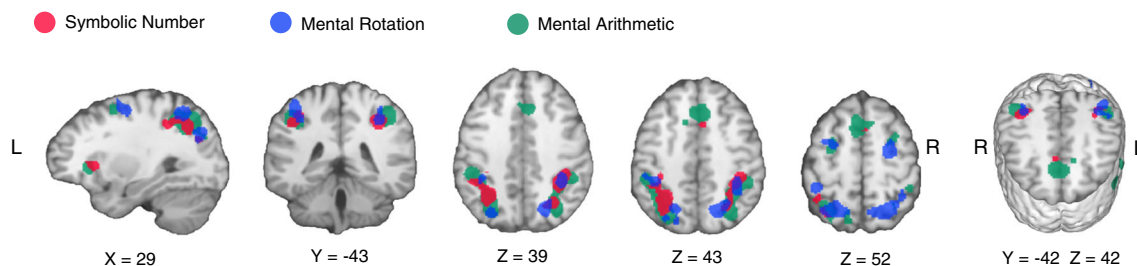 Symbolic Number
Mental Rotation
Mental Arithmetic
L
R
R
X = 29
Y = -43
Z = 39
Z = 43
Z = 52
Y = -42 Z = 42